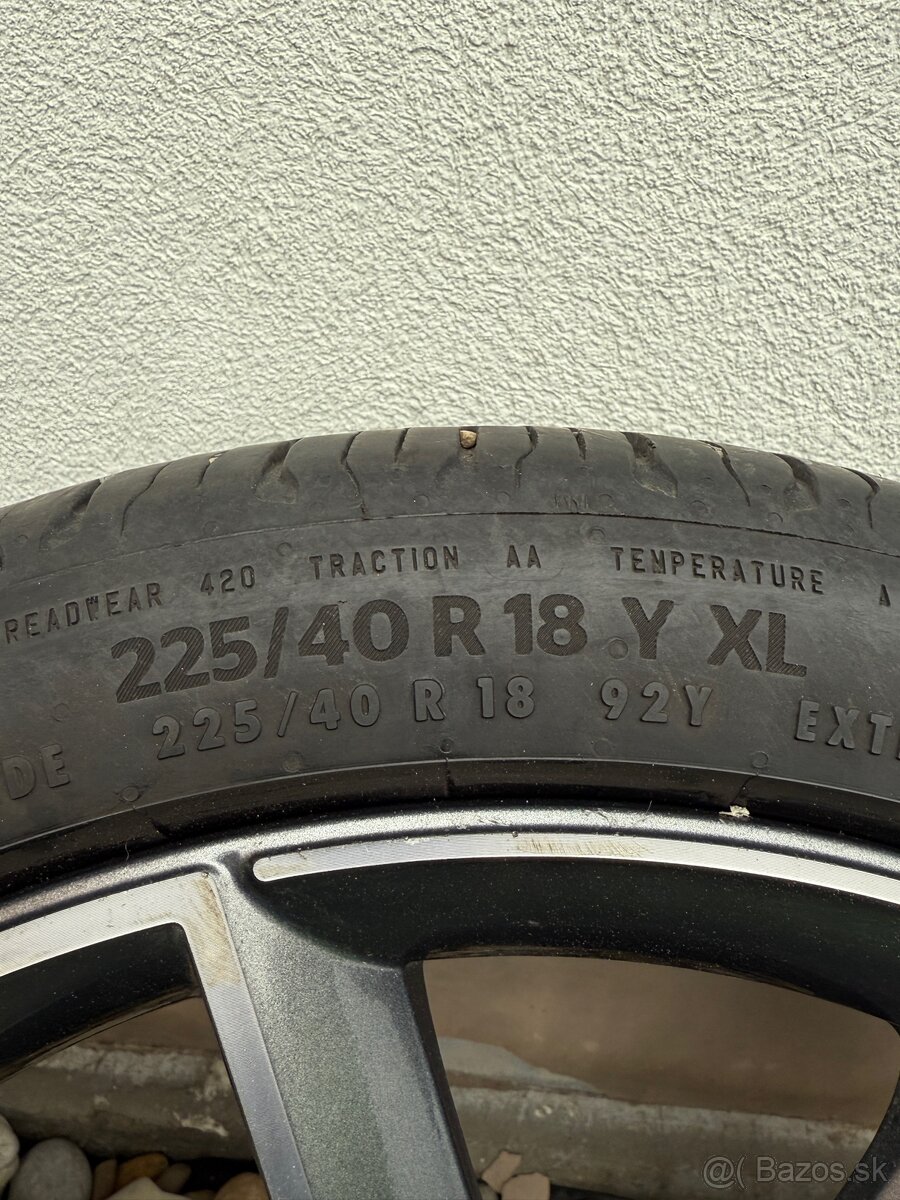 READWEAR 420 TRACTION AA TEMPERATURE A
225/40 R 18 Y XL
DE 225/40 R 18 92Y EXT
@( Bazos.sk